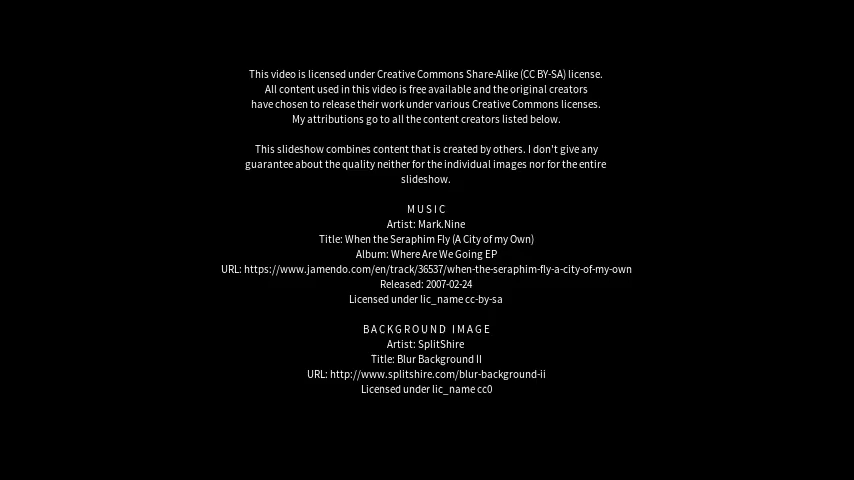 This video is licensed under Creative Commons Share-Alike (CC BY-SA) license.
All content used in this video is free available and the original creators
have chosen to release their work under various Creative Commons licenses.
My attributions go to all the content creators listed below.
This slideshow combines content that is created by others. I don't give any
guarantee about the quality neither for the individual images nor for the entire
slideshow.
MUSIC
Artist: Mark.Nine
Title: When the Seraphim Fly (A City of my Own)
Album: Where Are We Going EP
URL: https://www.jamendo.com/en/track/36537/when-the-seraphim-fly-a-city-of-my-own
Released: 2007-02-24
Licensed under lic_name cc-by-sa
BACKGROUND IMAGE
Artist: SplitShire
Title: Blur Background II
URL: http://www.splitshire.com/blur-background-ii
Licensed under lic_name cc0